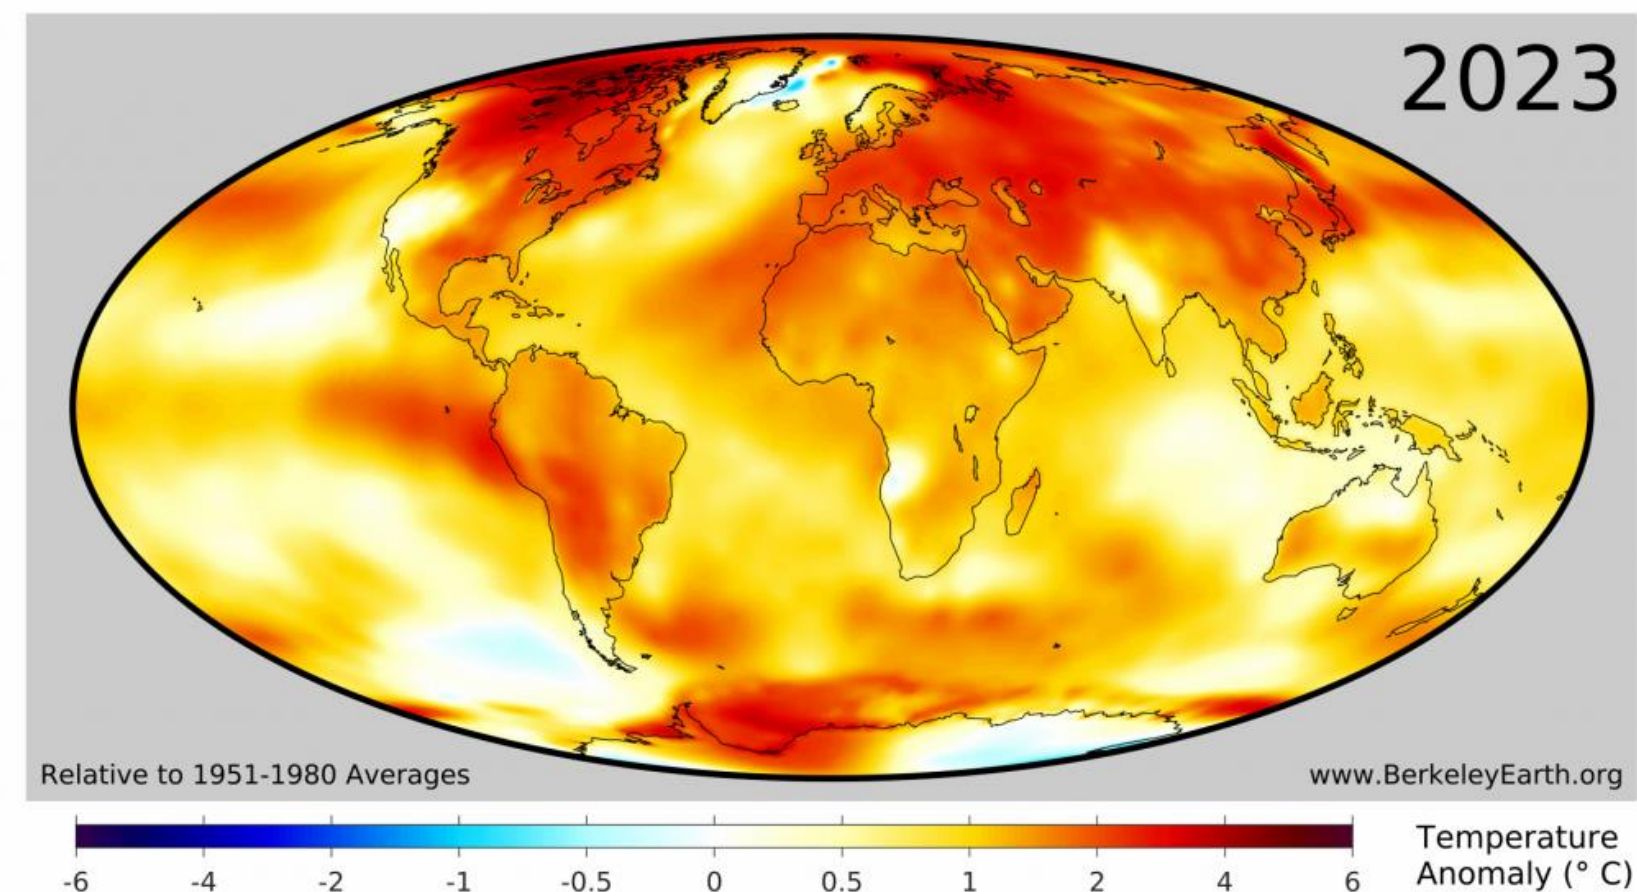 2023
Relative to 1951-1980 Averages
www.BerkeleyEarth.org
-6 -4 -2 -1 -0.5 0 0.5 1 2 4 6
Temperature
Anomaly (° C)